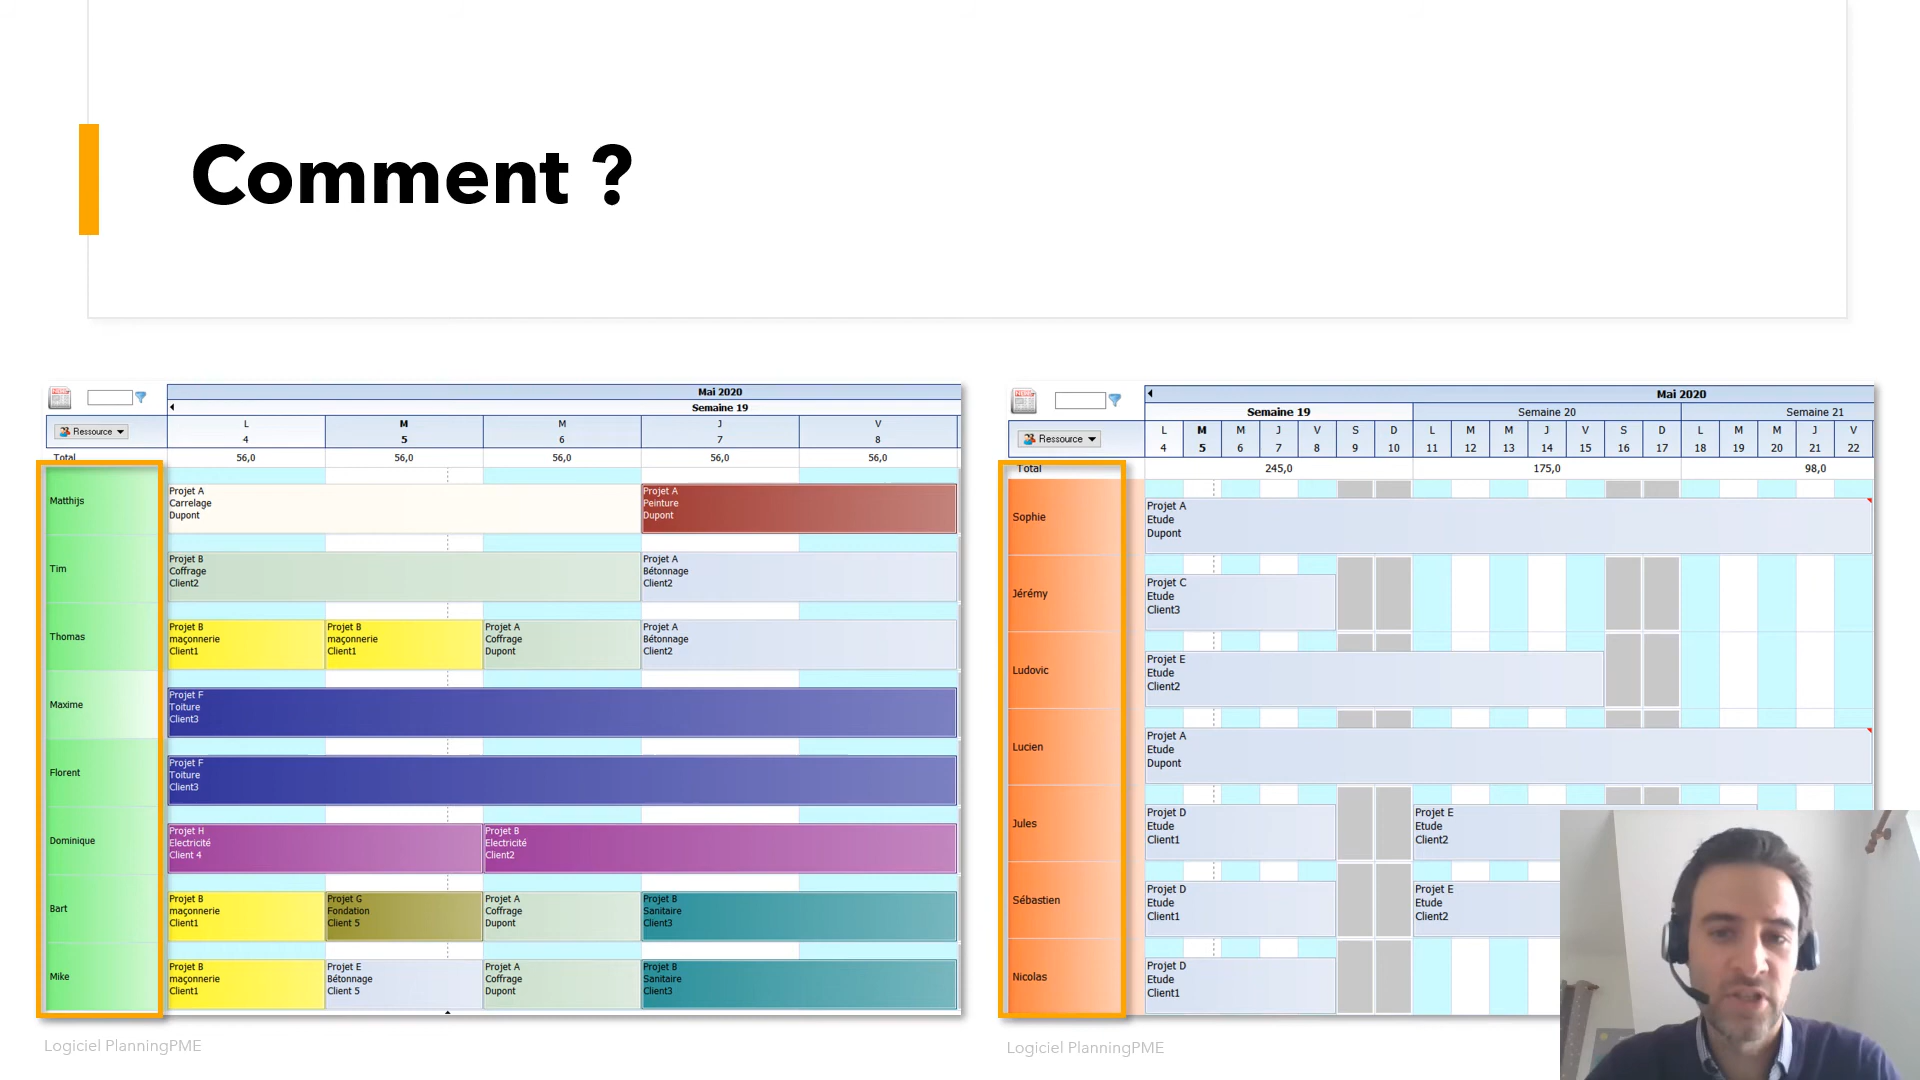 Comment ?
Mai 2020
Semaine 19
Ressource
L M M J V
4 5 6 7 8
Total 56,0 56,0 56,0 56,0 56,0
Matthijs
Projet A
Carrelage
Dupont
Projet A
Peinture
Dupont
Tim
Projet B
Coffrage
Client2
Projet A
Bétonnage
Client2
Thomas
Projet B
maçonnerie
Client1
Projet B
maçonnerie
Client1
Projet A
Coffrage
Dupont
Projet A
Bétonnage
Client2
Maxime
Projet F
Toiture
Client3
Florent
Projet F
Toiture
Client3
Dominique
Projet H
Electricité
Client 4
Projet B
Electricité
Client2
Bart
Projet B
maçonnerie
Client1
Projet G
Fondation
Client 5
Projet A
Coffrage
Dupont
Projet B
Sanitaire
Client3
Mike
Projet B
maçonnerie
Client1
Projet E
Bétonnage
Client 5
Projet A
Coffrage
Dupont
Projet B
Sanitaire
Client3
Logiciel PlanningPME
Mai 2020
Semaine 19 Semaine 20 Semaine 21
Ressource
L M M J V S D L M M J V S D L M M J V
4 5 6 7 8 9 10 11 12 13 14 15 16 17 18 19 20 21 22
Total 245,0 175,0 98,0
Sophie
Projet A
Etude
Dupont
Jérémy
Projet C
Etude
Client3
Ludovic
Projet E
Etude
Client2
Lucien
Projet A
Etude
Dupont
Jules
Projet D
Etude
Client1
Projet E
Etude
Client2
Sébastien
Projet D
Etude
Client1
Projet E
Etude
Client2
Nicolas
Projet D
Etude
Client1
Logiciel PlanningPME